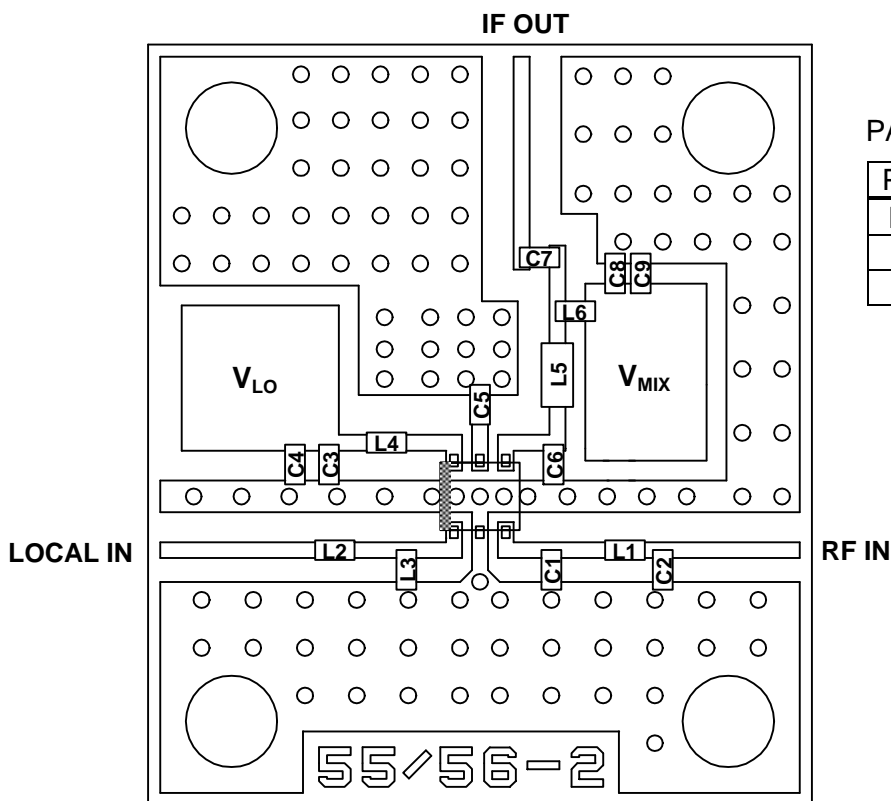 IF OUT
PA
C7
C8
C9
L6
V_LO
L5
V_MIX
C5
L4
C4
C3
C6
LOCAL IN
L2
L3
C1
L1
C2
RF IN
55/56-2